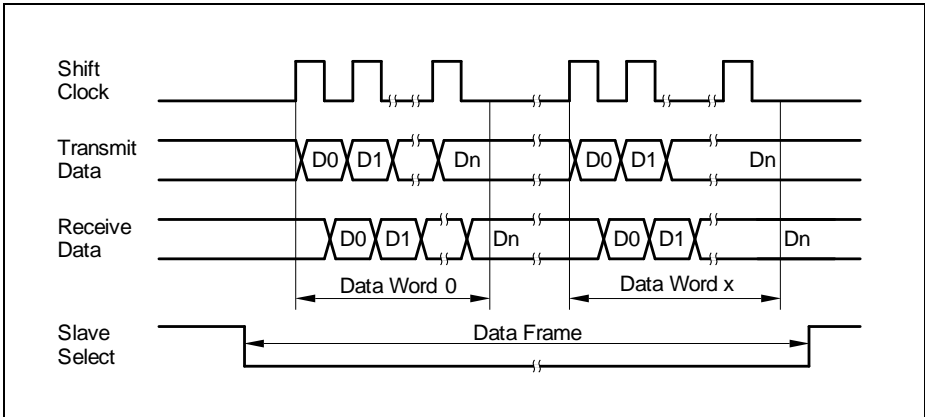 Shift
Clock
Transmit
Data
D0 D1 Dn D0 D1 Dn
Receive
Data
D0 D1 Dn D0 D1 Dn
Data Word 0 Data Word x
Slave
Select
Data Frame